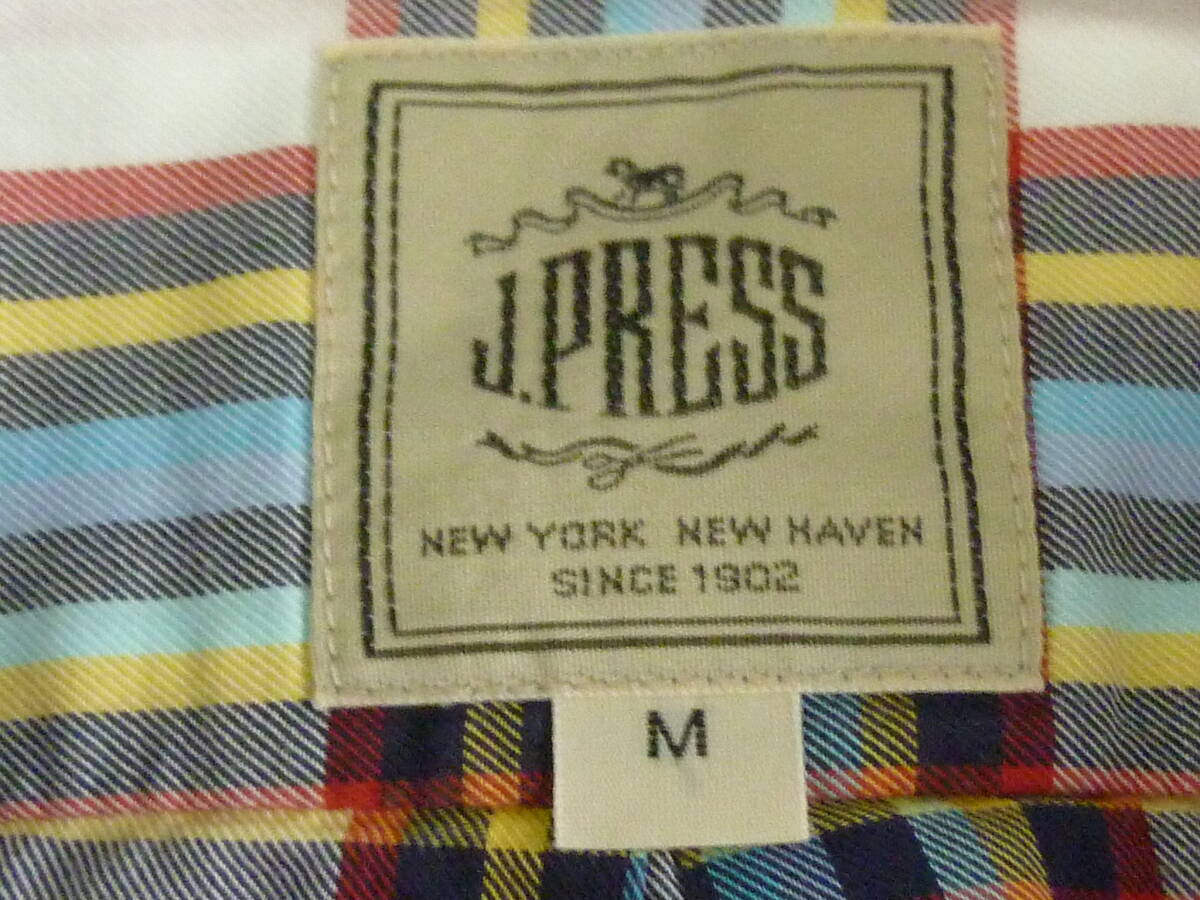 J.PRESS
NEW YORK NEW HAVEN
SINCE 1902
M